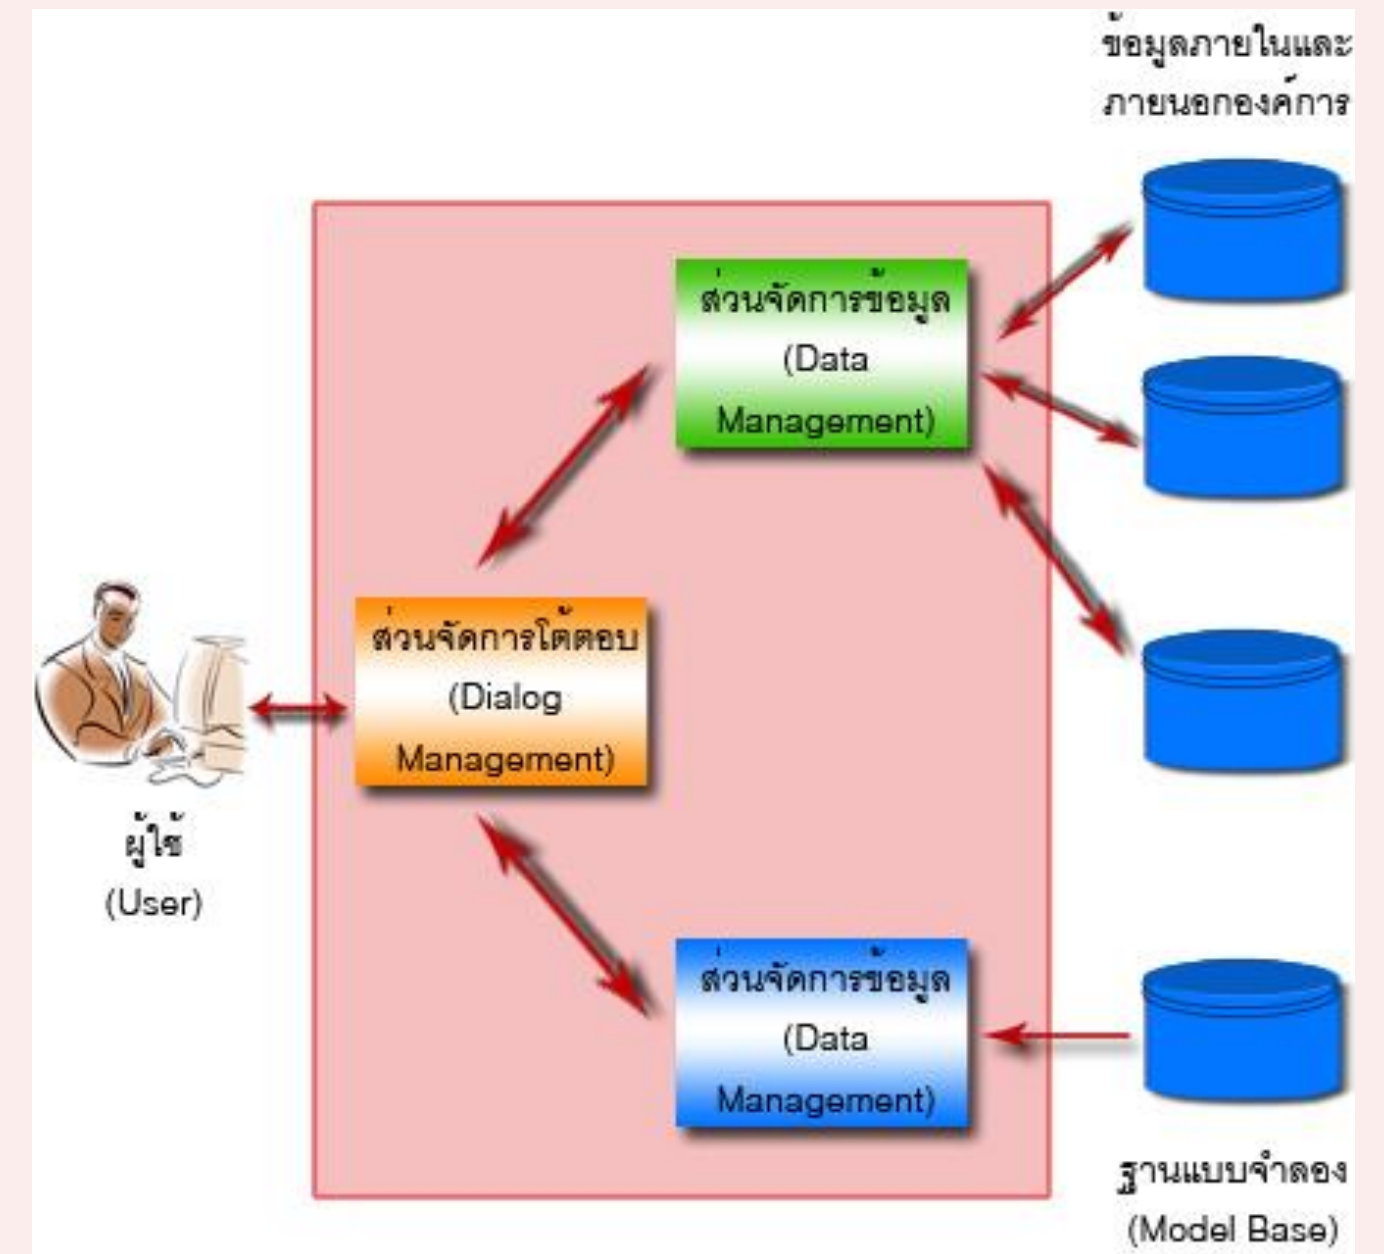 ข้อมูลภายในและ
ภายนอกองค์การ
ส่วนจัดการข้อมูล
(Data
Management)
ส่วนจัดการโต้ตอบ
(Dialog
Management)
ผู้ใช้
(User)
ส่วนจัดการข้อมูล
(Data
Management)
ฐานแบบจำลอง
(Model Base)